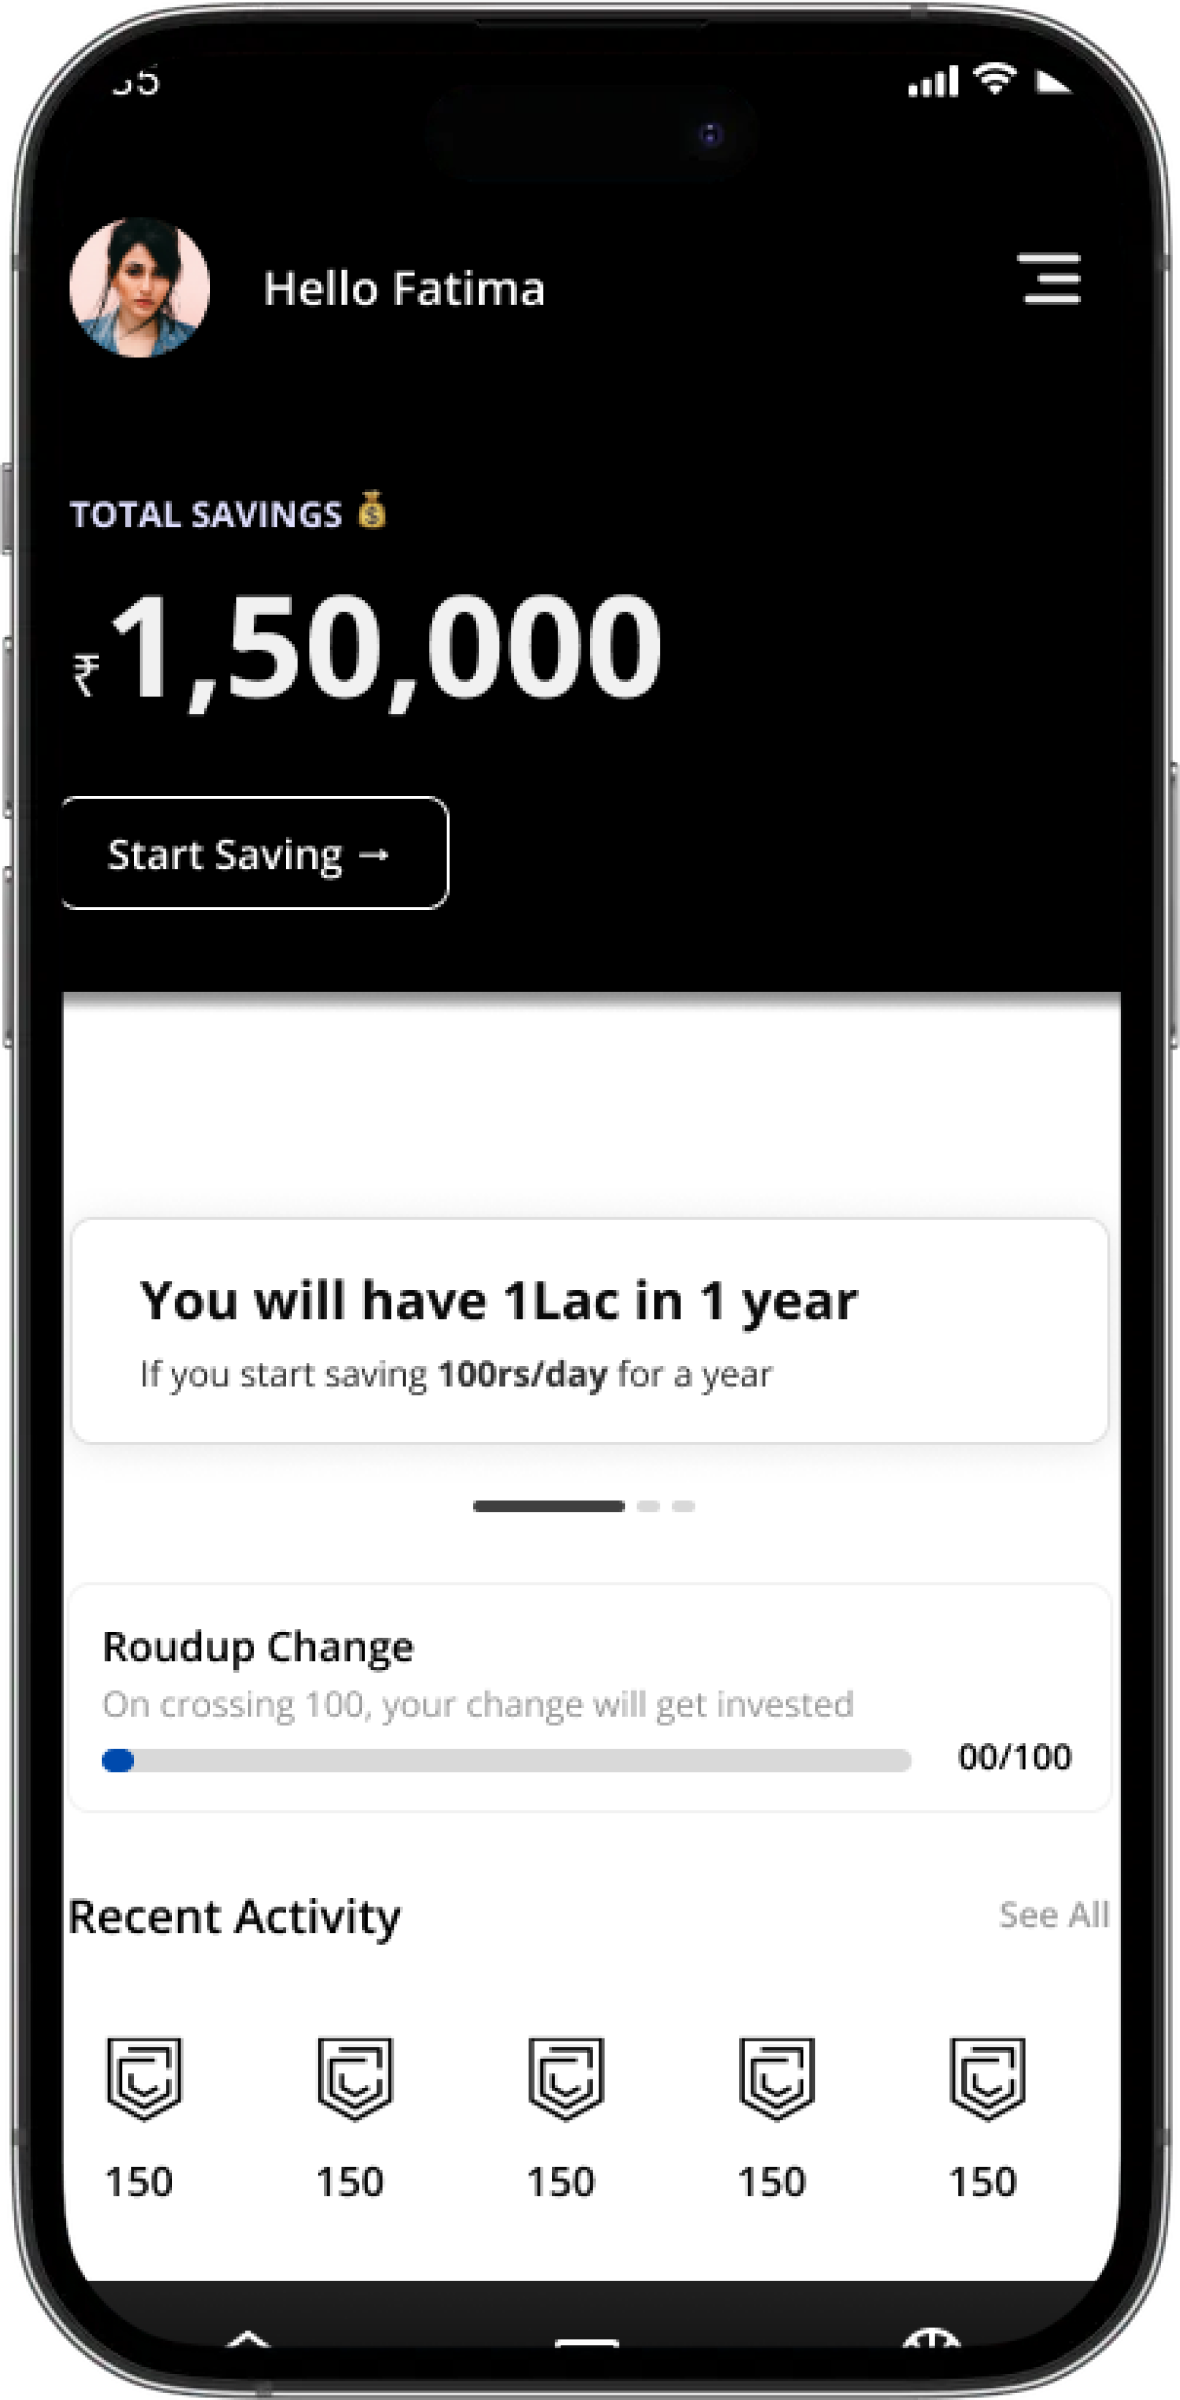 Hello Fatima
TOTAL SAVINGS 💰
₹1,50,000
Start Saving →
You will have 1Lac in 1 year
If you start saving 100rs/day for a year
Roudup Change
On crossing 100, your change will get invested
00/100
Recent Activity
See All
150 150 150 150 150